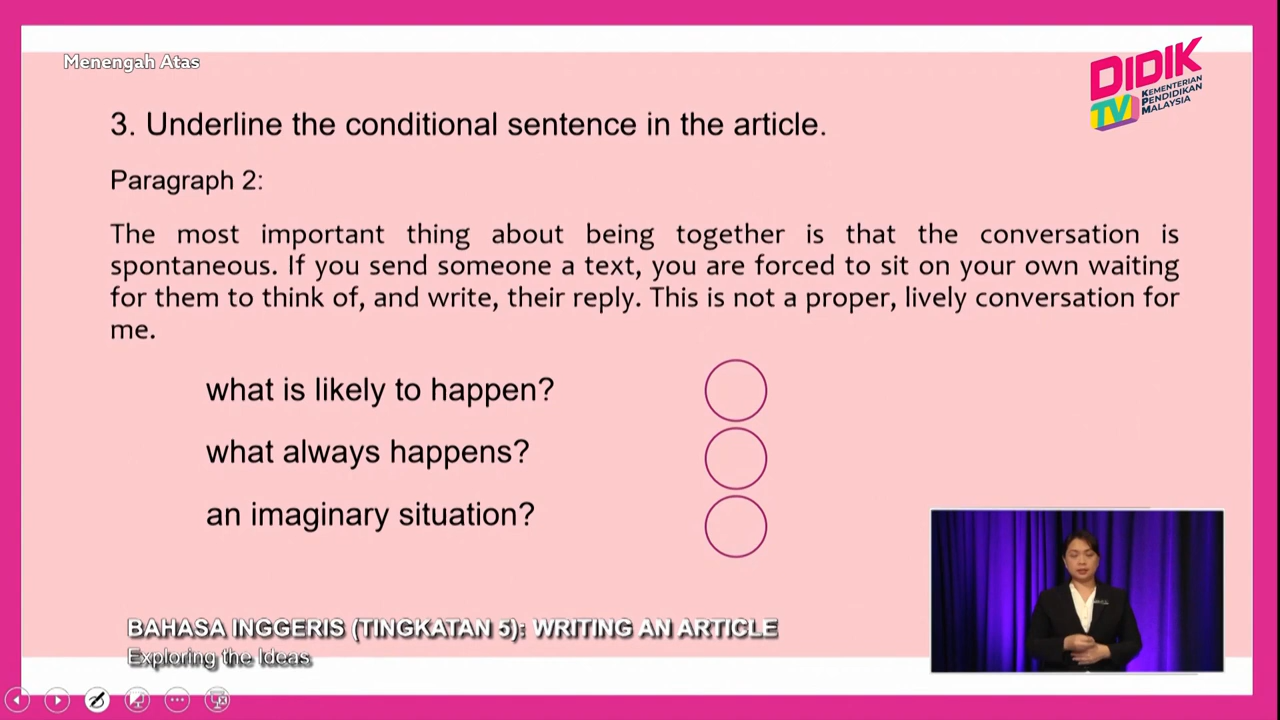 Menengah Atas
DIDIK
TV
KEMENTERIAN
PENDIDIKAN
MALAYSIA
3. Underline the conditional sentence in the article.
Paragraph 2:
The most important thing about being together is that the conversation is
spontaneous. If you send someone a text, you are forced to sit on your own waiting
for them to think of, and write, their reply. This is not a proper, lively conversation for
me.
what is likely to happen?
what always happens?
an imaginary situation?
BAHASA INGGERIS (TINGKATAN 5): WRITING AN ARTICLE
Exploring the Ideas